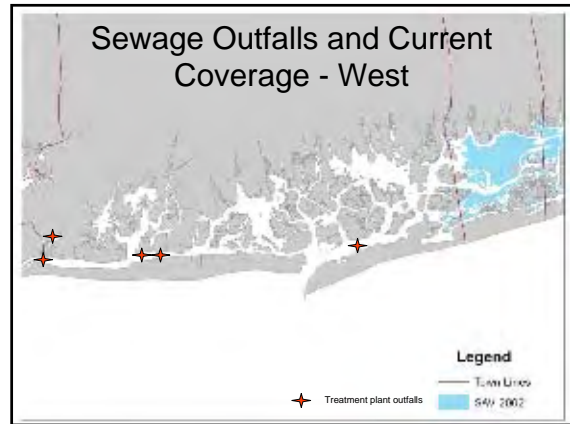 Sewage Outfalls and Current
Coverage - West
Legend
Town Lines
SAV 2002
Treatment plant outfalls